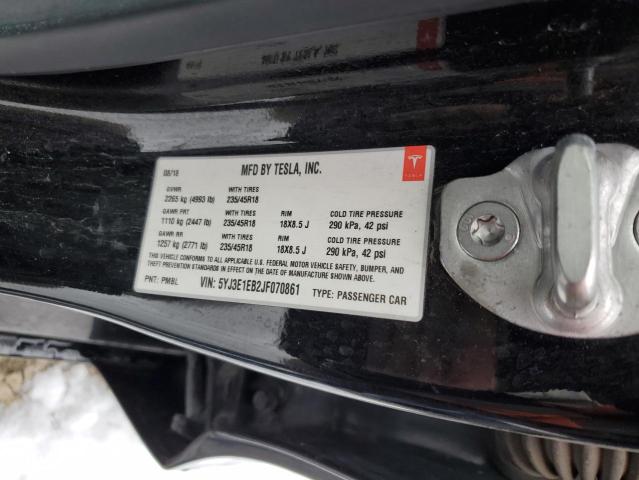 08/18 MFD BY TESLA, INC.
TESLA
GVWR WITH TIRES
2265 kg (4993 lb) 235/45R18
GAWR FRT WITH TIRES RIM COLD TIRE PRESSURE
1110 kg (2447 lb) 235/45R18 18X8.5 J 290 kPa, 42 psi
GAWR RR WITH TIRES RIM COLD TIRE PRESSURE
1257 kg (2771 lb) 235/45R18 18X8.5 J 290 kPa, 42 psi
THIS VEHICLE CONFORMS TO ALL APPLICABLE U.S. FEDERAL MOTOR VEHICLE SAFETY, BUMPER, AND
THEFT PREVENTION STANDARDS IN EFFECT ON THE DATE OF MANUFACTURE SHOWN ABOVE.
PNT: PMBL VIN: 5YJ3E1EB2JF070861 TYPE: PASSENGER CAR